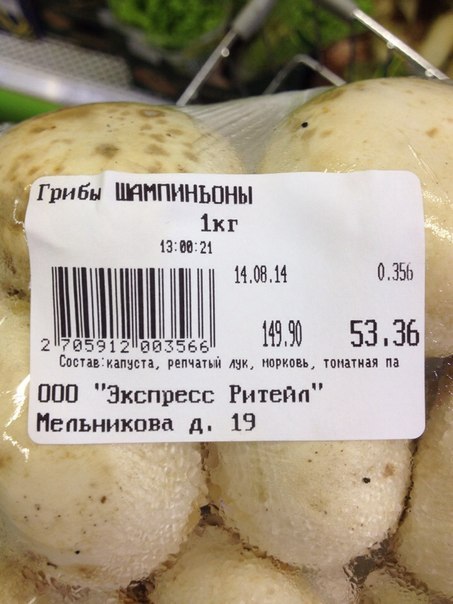 Грибы ШАМПИНЬОНЫ
1кг
13:00:21
14.08.14 0.356
149.90 53.36
2 705912 003566
Состав:капуста, репчатый лук, морковь, томатная па
ООО "Экспресс Ритейл"
Мельникова д. 19